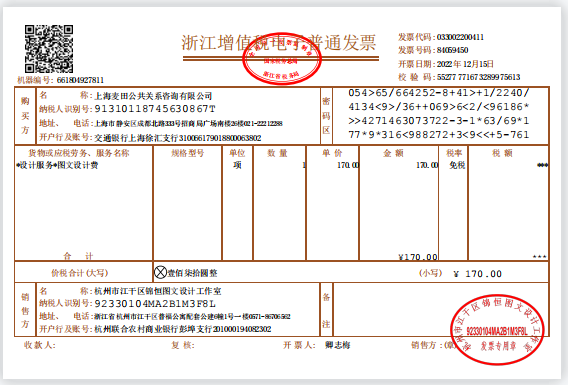 浙江增值税电子普通发票
发票代码: 033002200411
发票号码: 84059450
开票日期: 2022年12月15日
校验码: 55277 77167 32899 75613
机器编号: 661804927811
购买方
名称: 上海麦田公共关系咨询有限公司
纳税人识别号: 91310118745630867T
地址、电话: 上海市静安区成都北路333号招商局广场南楼26楼021-22212288
开户行及账号: 交通银行上海徐汇支行310066179018800063802
密码区
054>65/664252-8+41>+1/2240/
4134<9>/36++069>6<2/<96186*
>>4271463073722-3-1*63/69*1
77*9*316<988272+3<9<<+5-761
货物或应税劳务、服务名称 规格型号 单位 数量 单价 金额 税率 税额
*设计服务*图文设计费 项 1 170.00 170.00 免税 ***
合计 ¥170.00 ***
价税合计(大写) ⊗壹佰柒拾圆整 (小写) ¥ 170.00
销售方
名称: 杭州市江干区锦恒图文设计工作室
纳税人识别号: 92330104MA2B1M3F8L
地址、电话: 浙江省杭州市江干区普福公寓配套公建9幢1号一楼0571-86706562
开户行及账号: 杭州联合农村商业银行彭埠支行201000194082302
备注
收款人: 复核: 开票人: 卿志梅 销售方: (章)
国家税务总局
浙江省税务局
杭州市江干区锦恒图文设计工作室
92330104MA2B1M3F8L
发票专用章